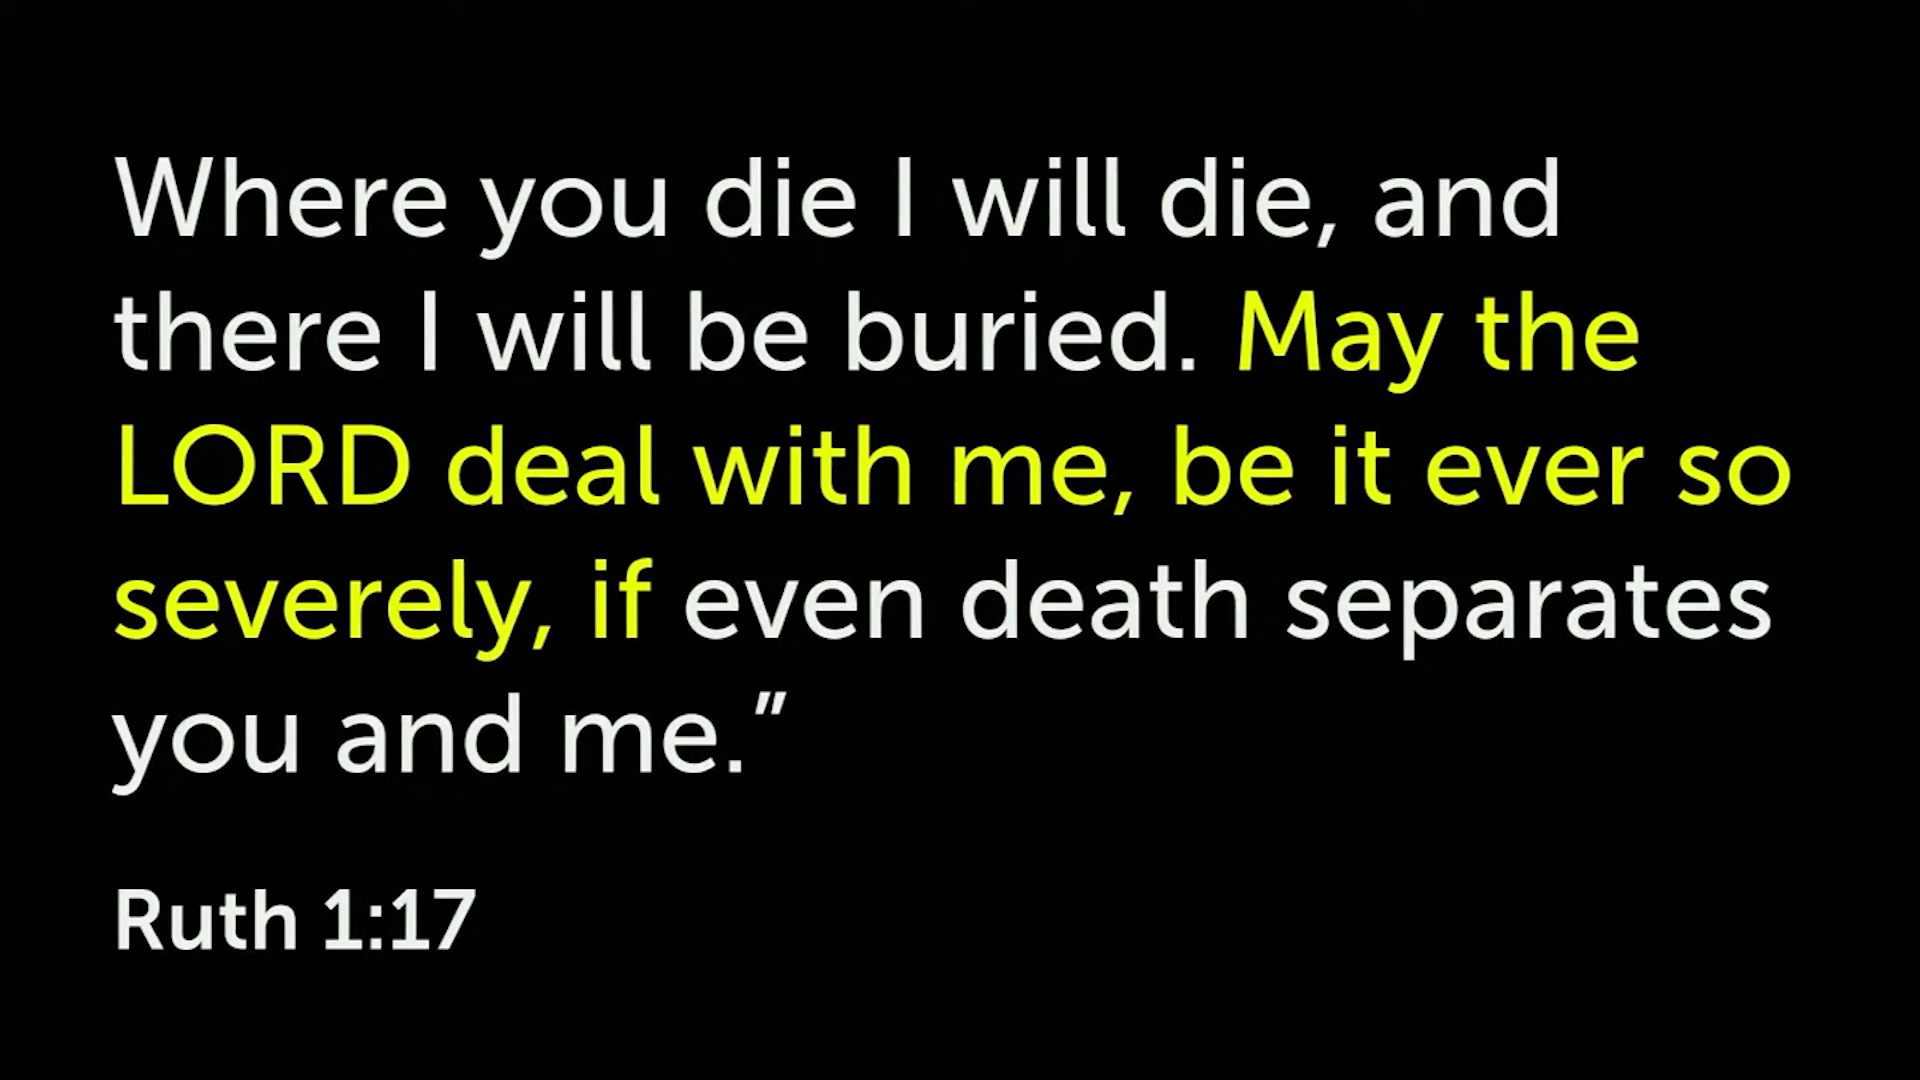 Where you die I will die, and
there I will be buried. May the
LORD deal with me, be it ever so
severely, if even death separates
you and me.”
Ruth 1:17